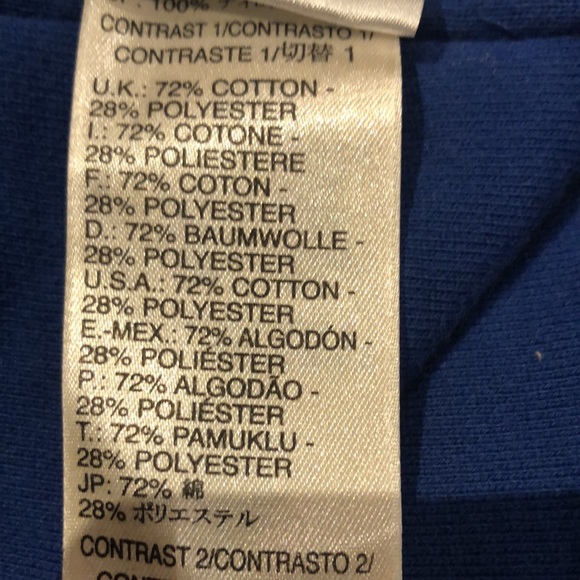 CONTRAST 1/CONTRASTO 1/
CONTRASTE 1/切替 1
U.K.: 72% COTTON -
28% POLYESTER
I.: 72% COTONE -
28% POLIESTERE
F.: 72% COTON -
28% POLYESTER
D.: 72% BAUMWOLLE -
28% POLYESTER
U.S.A.: 72% COTTON -
28% POLYESTER
E.-MEX.: 72% ALGODÓN -
28% POLIÉSTER
P.: 72% ALGODÃO -
28% POLIÉSTER
T.: 72% PAMUKLU -
28% POLYESTER
JP: 72% 綿
28% ポリエステル
CONTRAST 2/CONTRASTO 2/